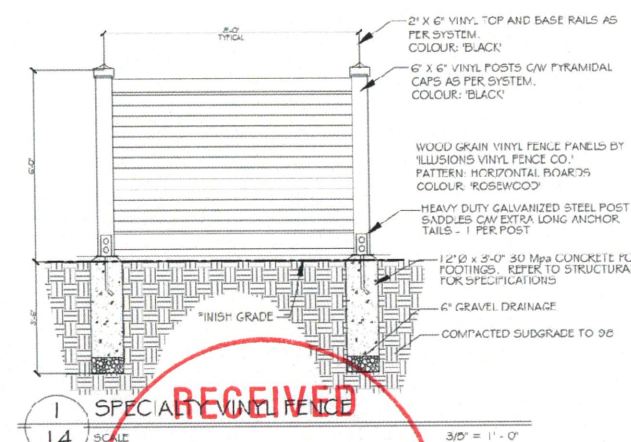 8'-0"
TYPICAL
2" X 6" VINYL TOP AND BASE RAILS AS
PER SYSTEM.
COLOUR: 'BLACK'
6" X 6" VINYL POSTS C/W PYRAMIDAL
CAPS AS PER SYSTEM.
COLOUR: 'BLACK'
6'-0"
WOOD GRAIN VINYL FENCE PANELS BY
'ILLUSIONS VINYL FENCE CO.'
PATTERN: HORIZONTAL BOARDS
COLOUR: 'ROSEWOOD'
HEAVY DUTY GALVANIZED STEEL POST
SADDLES C/W EXTRA LONG ANCHOR
TAILS - 1 PER POST
12"Ø x 3'-0" 30 Mpa CONCRETE
FOOTINGS. REFER TO STRUCTURA
FOR SPECIFICATIONS
3'-6"
FINISH GRADE
6" GRAVEL DRAINAGE
COMPACTED SUBGRADE TO 98
RECEIVED
1 SPECIALTY VINYL FENCE
14 SCALE 3/8" = 1' - 0"